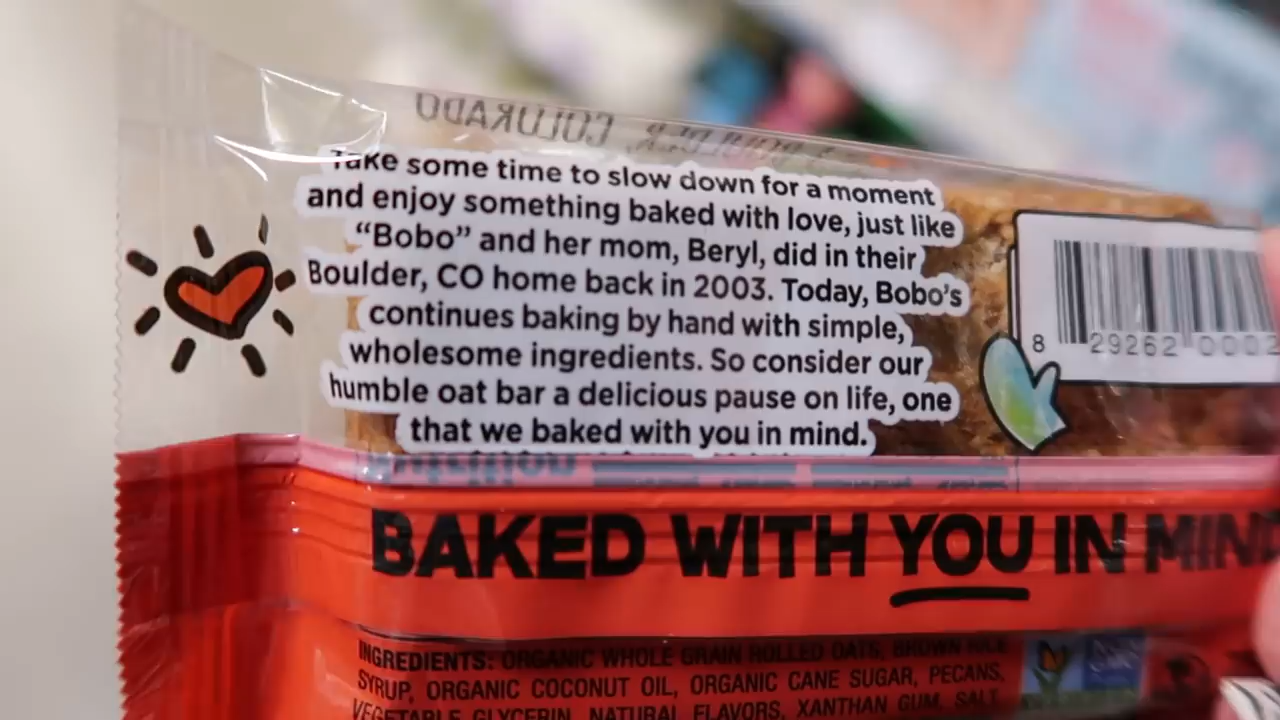 COLORADO
Take some time to slow down for a moment
and enjoy something baked with love, just like
“Bobo” and her mom, Beryl, did in their
Boulder, CO home back in 2003. Today, Bobo’s
continues baking by hand with simple,
wholesome ingredients. So consider our
humble oat bar a delicious pause on life, one
that we baked with you in mind.
8 29262 0002
BAKED WITH YOU IN MIND
INGREDIENTS: ORGANIC WHOLE GRAIN ROLLED OATS, BROWN RICE
SYRUP, ORGANIC COCONUT OIL, ORGANIC CANE SUGAR, PECANS,
VEGETABLE GLYCERIN, NATURAL FLAVORS, XANTHAN GUM, SALT